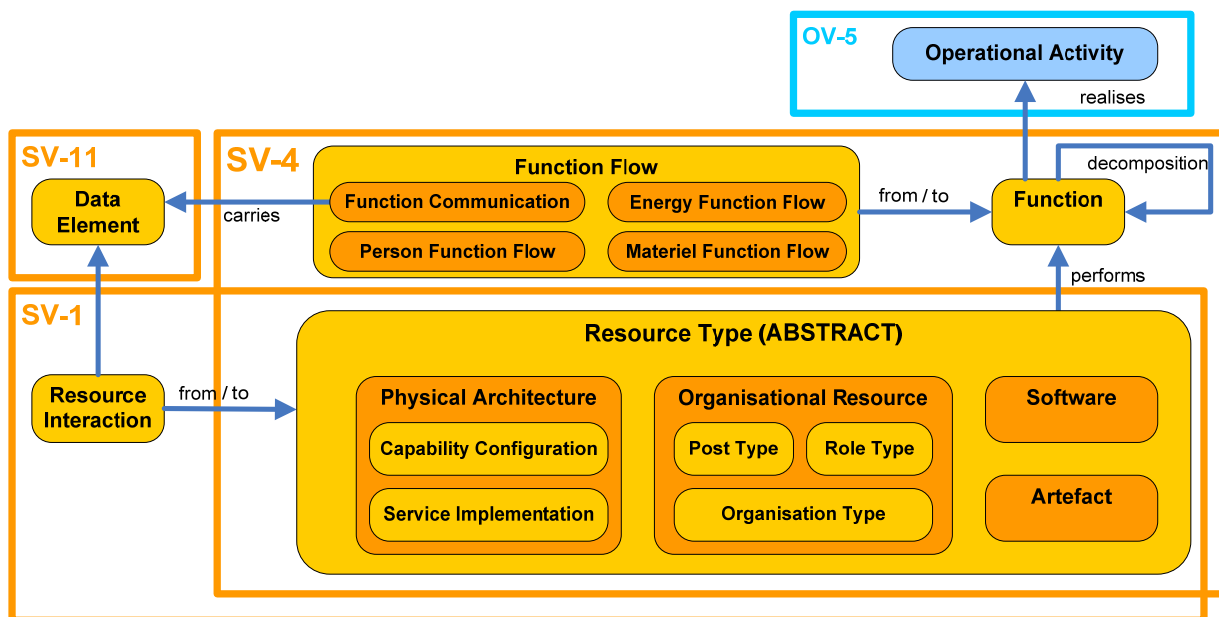 OV-5
Operational Activity
realises
SV-11
Data
Element
SV-4
Function Flow
Function Communication
Energy Function Flow
Person Function Flow
Materiel Function Flow
carries
from / to
decomposition
Function
performs
SV-1
Resource
Interaction
from / to
Resource Type (ABSTRACT)
Physical Architecture
Capability Configuration
Service Implementation
Organisational Resource
Post Type
Role Type
Organisation Type
Software
Artefact